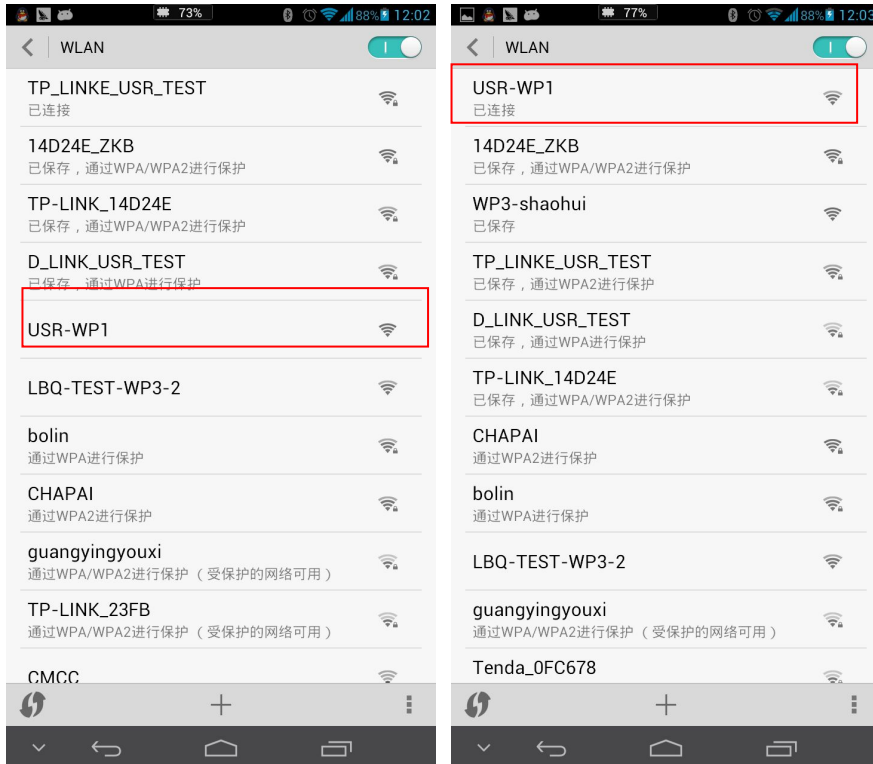 73%
88%
12:02
WLAN
TP_LINKE_USR_TEST
已连接
14D24E_ZKB
已保存，通过WPA/WPA2进行保护
TP-LINK_14D24E
已保存，通过WPA/WPA2进行保护
D_LINK_USR_TEST
已保存，通过WPA进行保护
USR-WP1
LBQ-TEST-WP3-2
bolin
通过WPA进行保护
CHAPAI
通过WPA2进行保护
guangyingyouxi
通过WPA/WPA2进行保护（受保护的网络可用）
TP-LINK_23FB
通过WPA/WPA2进行保护（受保护的网络可用）
CMCC
77%
88%
12:03
WLAN
USR-WP1
已连接
14D24E_ZKB
已保存，通过WPA/WPA2进行保护
WP3-shaohui
已保存
TP_LINKE_USR_TEST
已保存，通过WPA2进行保护
D_LINK_USR_TEST
已保存，通过WPA进行保护
TP-LINK_14D24E
已保存，通过WPA/WPA2进行保护
CHAPAI
通过WPA2进行保护
bolin
通过WPA进行保护
LBQ-TEST-WP3-2
guangyingyouxi
通过WPA/WPA2进行保护（受保护的网络可用）
Tenda_0FC678